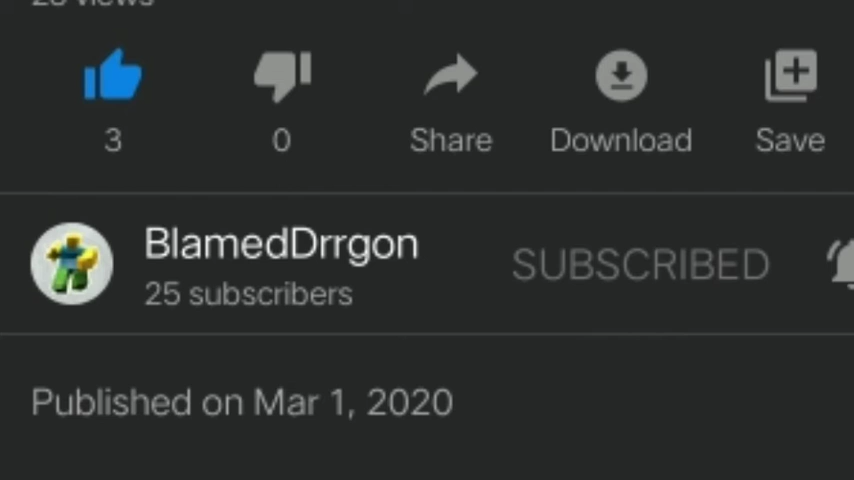 3 0 Share Download Save
BlamedDrrgon
25 subscribers
SUBSCRIBED
Published on Mar 1, 2020